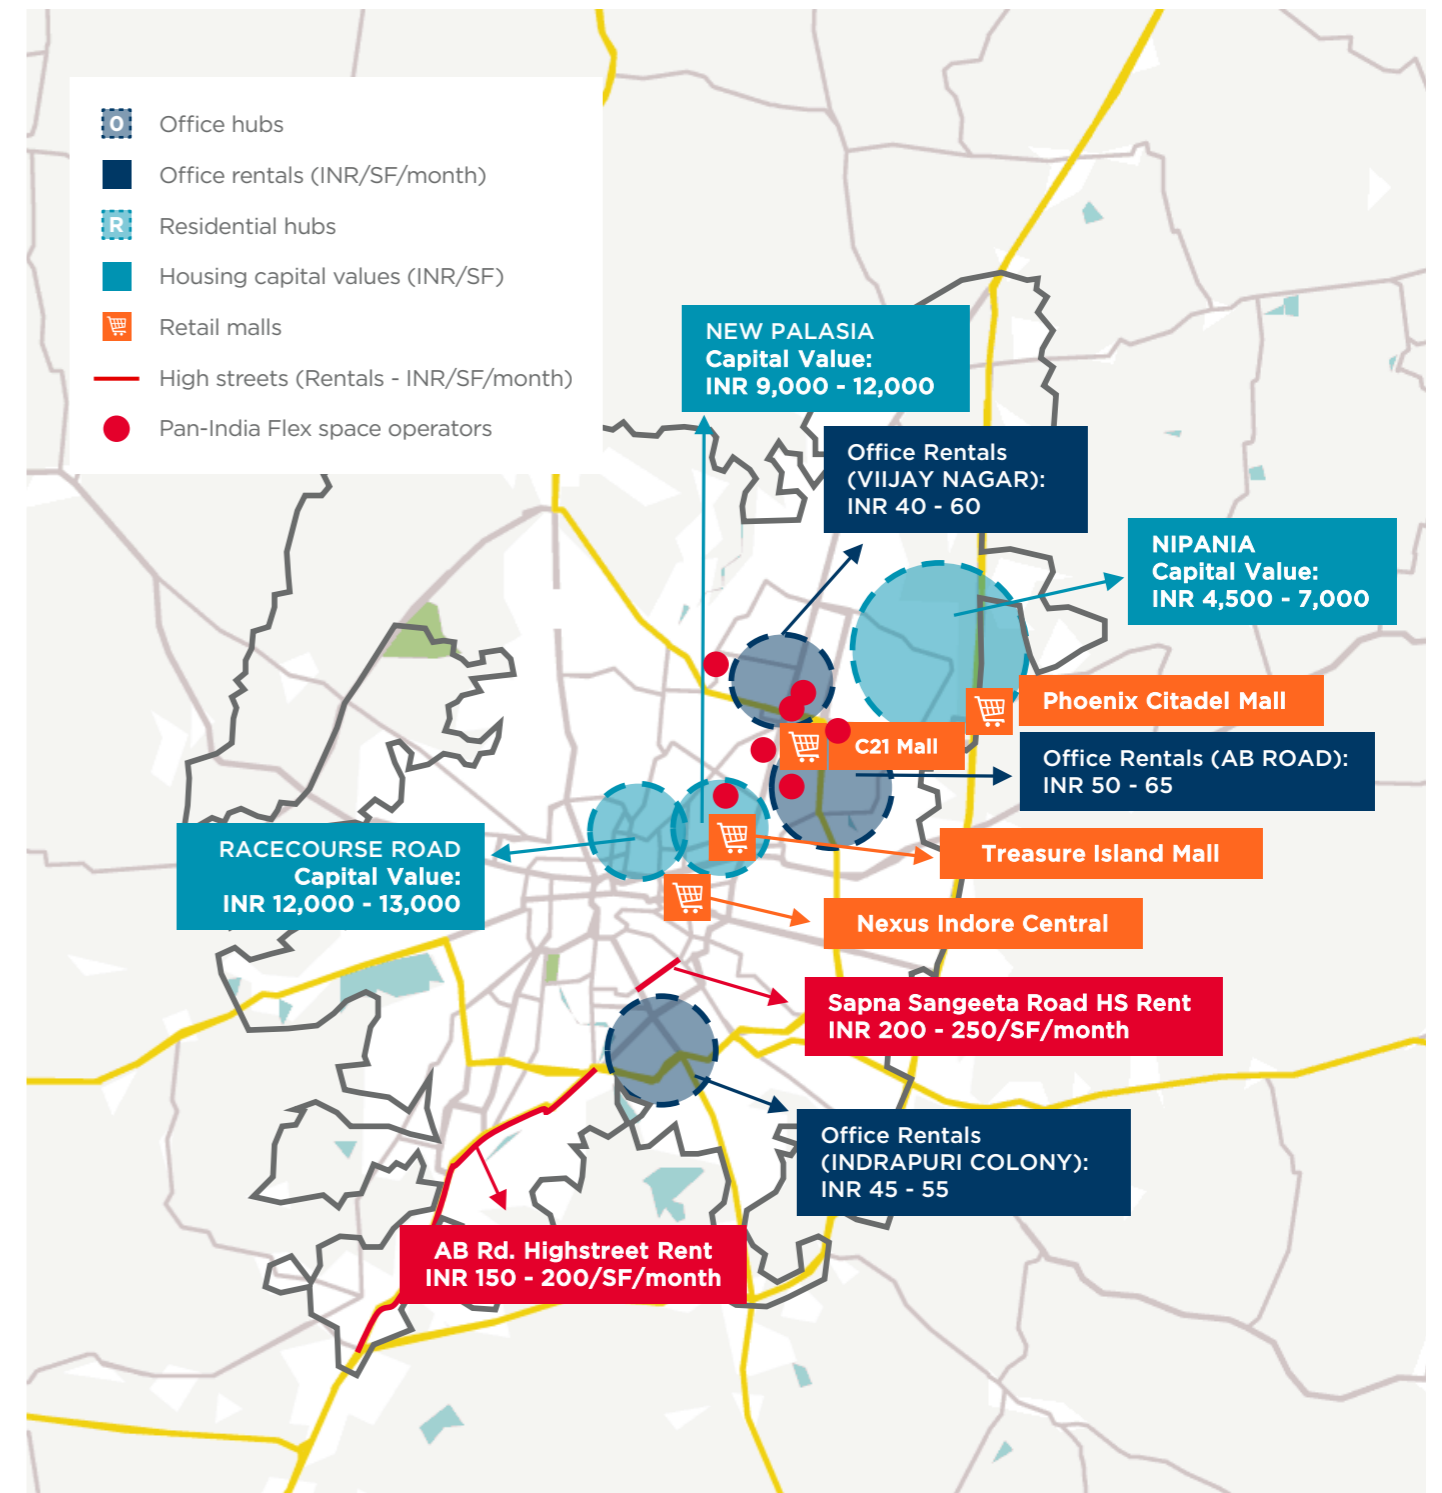 O Office hubs
Office rentals (INR/SF/month)
R Residential hubs
Housing capital values (INR/SF)
Retail malls
High streets (Rentals - INR/SF/month)
Pan-India Flex space operators
NEW PALASIA
Capital Value:
INR 9,000 - 12,000
Office Rentals
(VIIJAY NAGAR):
INR 40 - 60
NIPANIA
Capital Value:
INR 4,500 - 7,000
Phoenix Citadel Mall
C21 Mall
Office Rentals (AB ROAD):
INR 50 - 65
RACECOURSE ROAD
Capital Value:
INR 12,000 - 13,000
Treasure Island Mall
Nexus Indore Central
Sapna Sangeeta Road HS Rent
INR 200 - 250/SF/month
Office Rentals
(INDRAPURI COLONY):
INR 45 - 55
AB Rd. Highstreet Rent
INR 150 - 200/SF/month